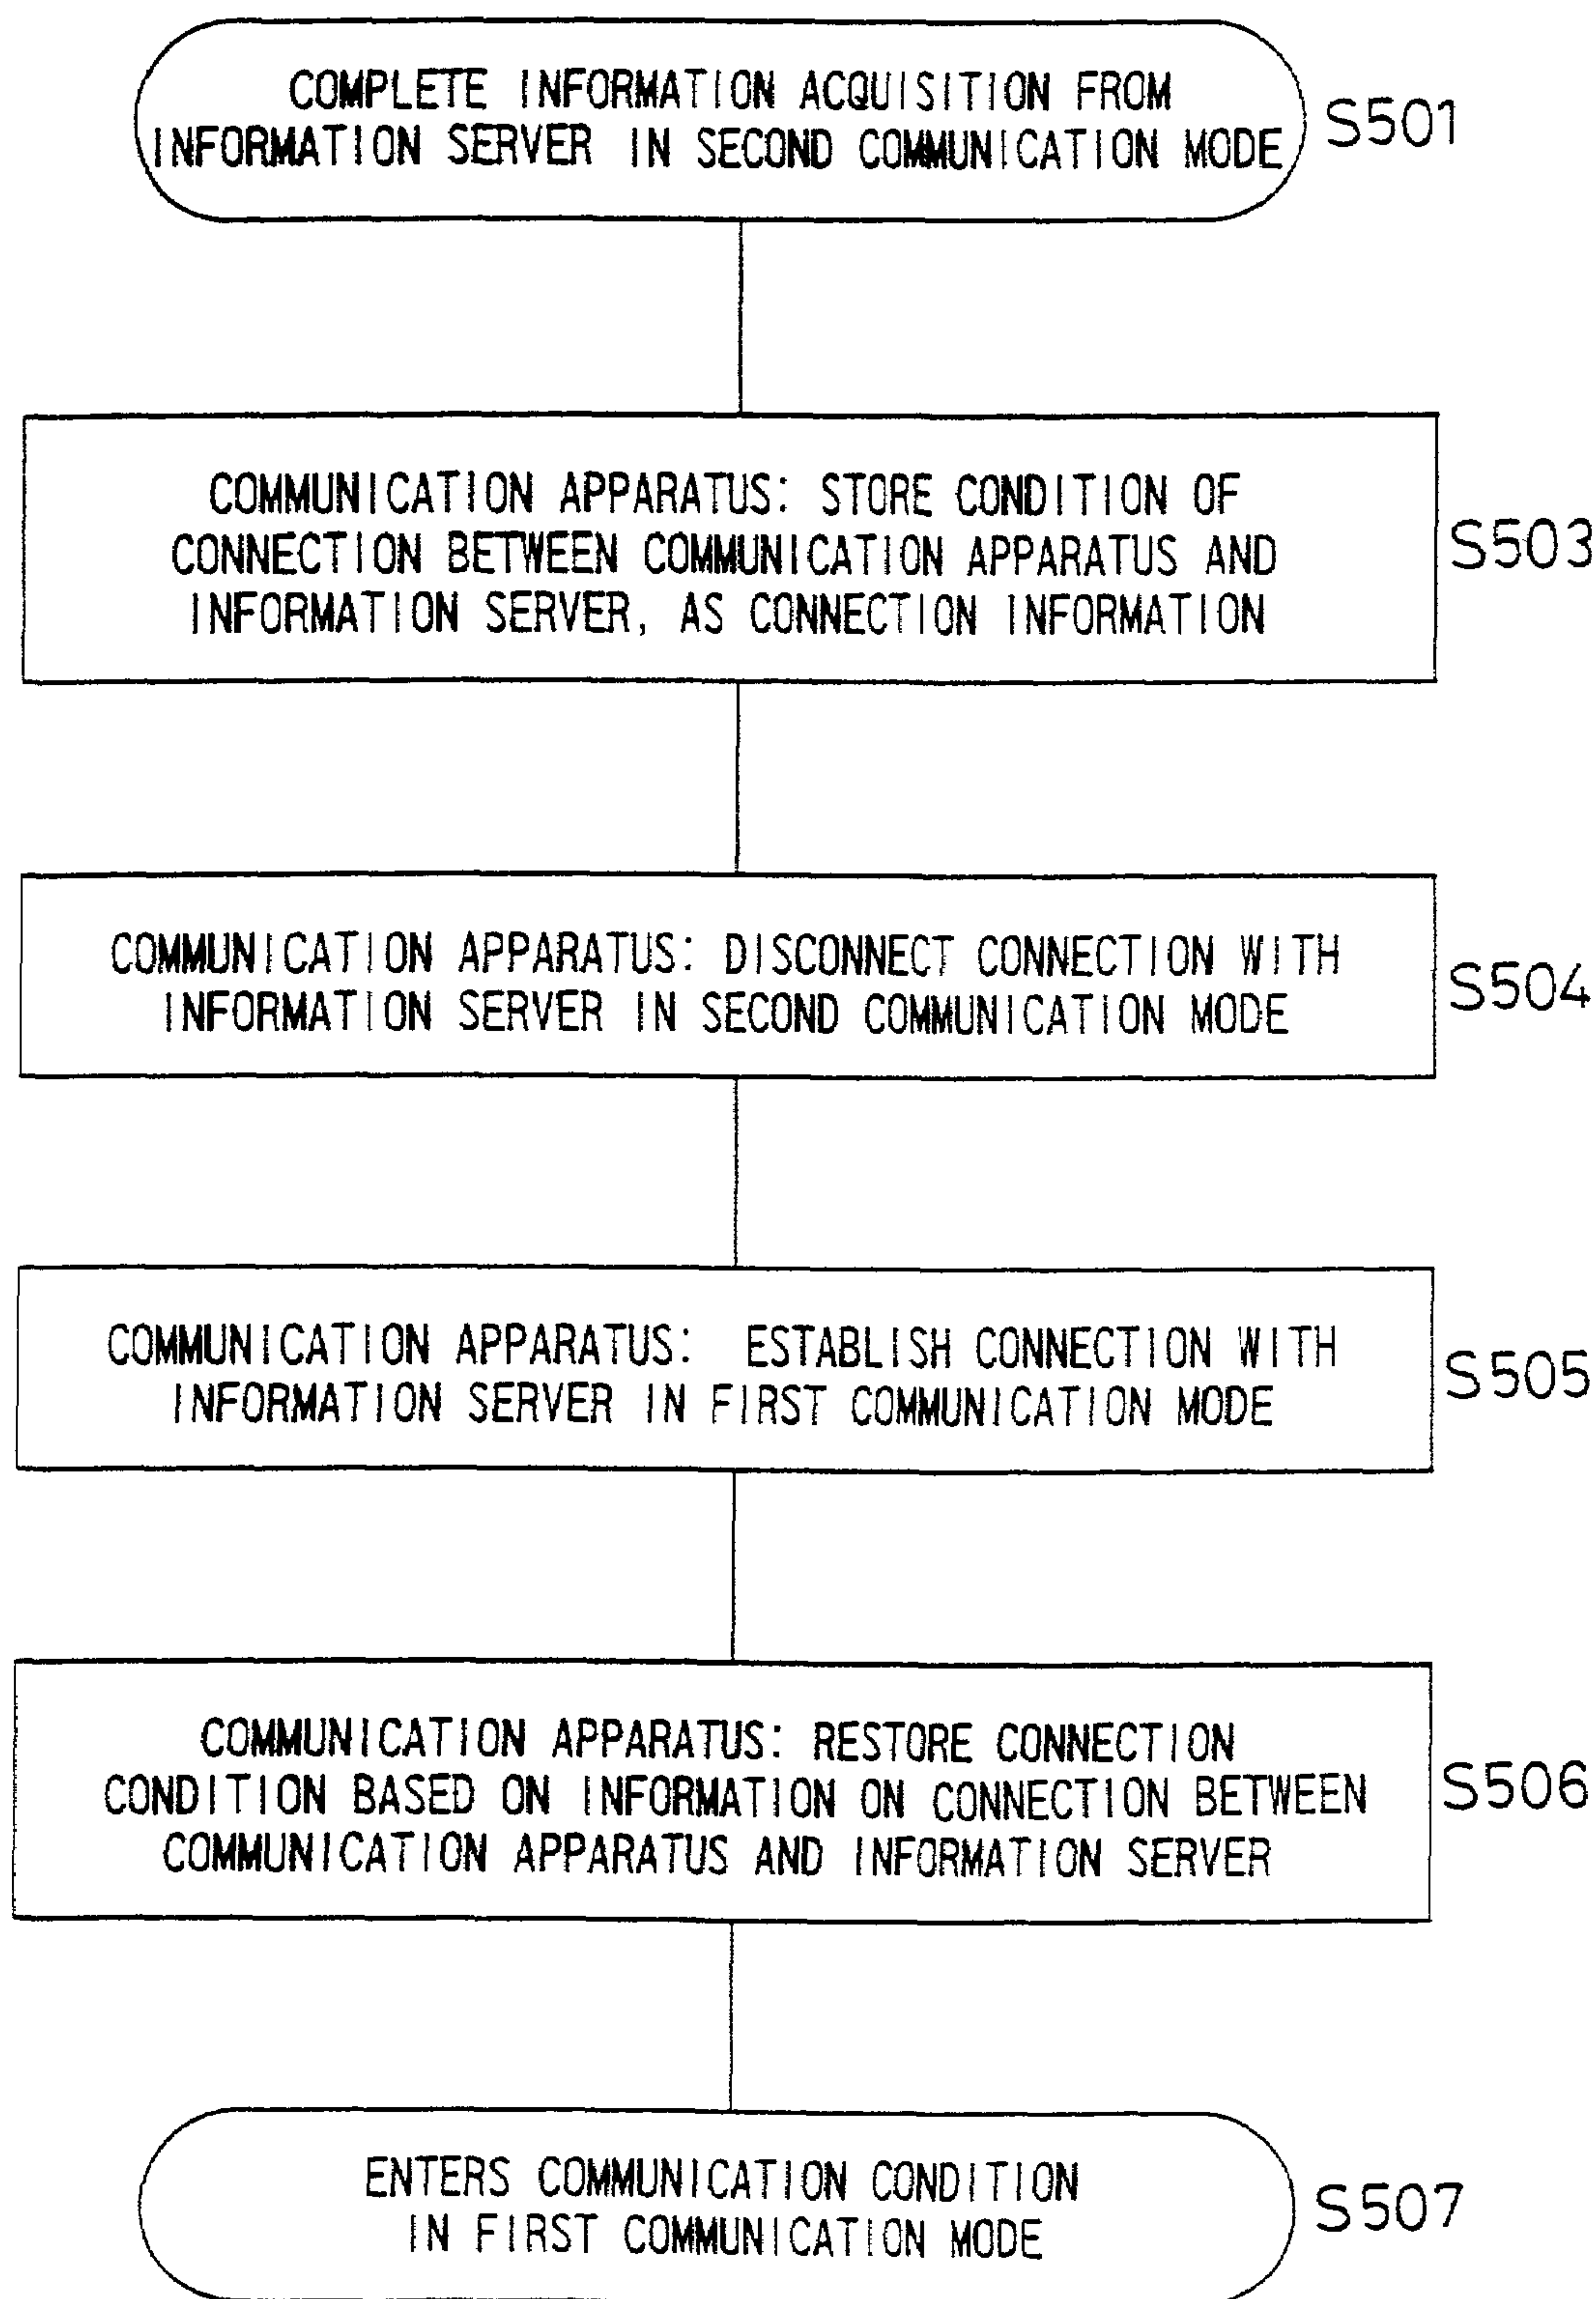 COMPLETE INFORMATION ACQUISITION FROM
INFORMATION SERVER IN SECOND COMMUNICATION MODE
S501
COMMUNICATION APPARATUS: STORE CONDITION OF
CONNECTION BETWEEN COMMUNICATION APPARATUS AND
INFORMATION SERVER, AS CONNECTION INFORMATION
S503
COMMUNICATION APPARATUS: DISCONNECT CONNECTION WITH
INFORMATION SERVER IN SECOND COMMUNICATION MODE
S504
COMMUNICATION APPARATUS: ESTABLISH CONNECTION WITH
INFORMATION SERVER IN FIRST COMMUNICATION MODE
S505
COMMUNICATION APPARATUS: RESTORE CONNECTION
CONDITION BASED ON INFORMATION ON CONNECTION BETWEEN
COMMUNICATION APPARATUS AND INFORMATION SERVER
S506
ENTERS COMMUNICATION CONDITION
IN FIRST COMMUNICATION MODE
S507